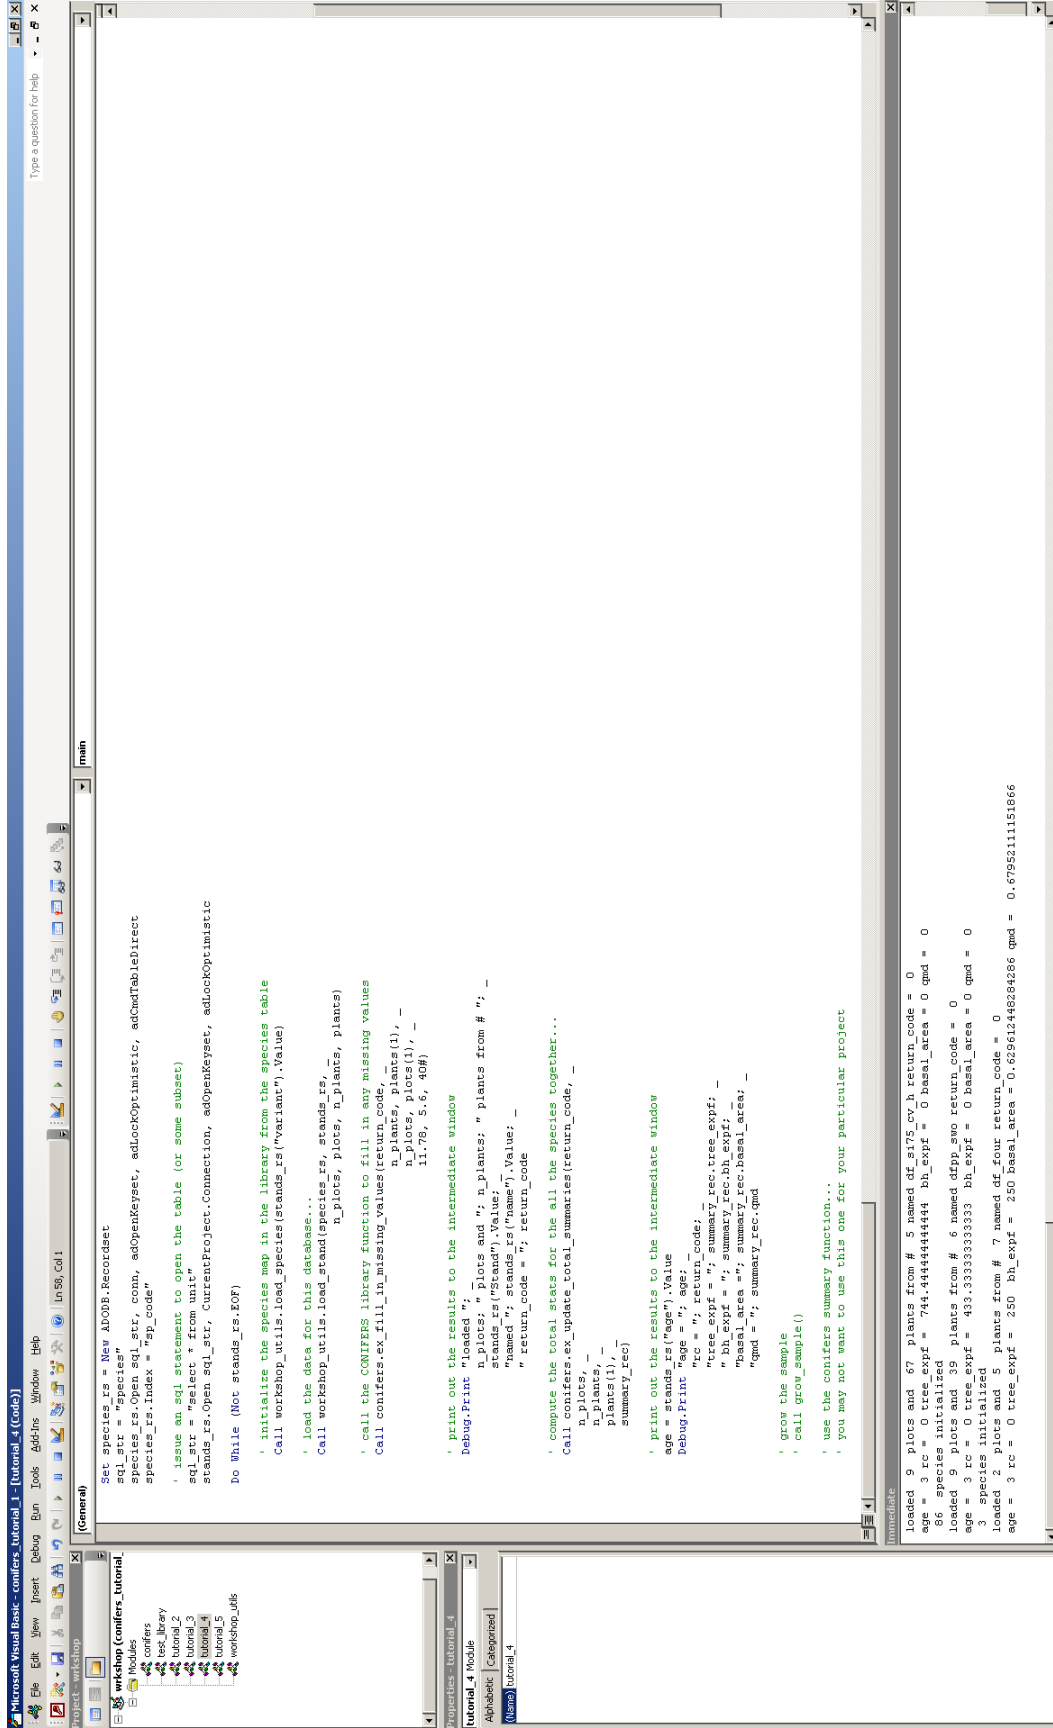 Microsoft Visual Basic - conifers_tutorial_1 - [tutorial_4 (Code)]
File Edit View Insert Debug Run Tools Add-Ins Window Help
Type a question for help
Ln 58, Col 1
Project - wrkshop
wrkshop (conifers_tutorial_
Modules
conifers
test_library
tutorial_2
tutorial_3
tutorial_4
tutorial_5
workshop_utils
Properties - tutorial_4
tutorial_4 Module
Alphabetic Categorized
(Name) tutorial_4
(General)
main
Set species_rs = New ADODB.Recordset
sql_str = "species"
species_rs.Open sql_str, conn, adOpenKeyset, adLockOptimistic, adCmdTableDirect
species_rs.Index = "sp_code"
' issue an sql statement to open the table (or some subset)
sql_str = "select * from unit"
stands_rs.Open sql_str, CurrentProject.Connection, adOpenKeyset, adLockOptimistic
Do While (Not stands_rs.EOF)
' initialize the species map in the library from the species table
Call workshop_utils.load_species(stands_rs("variant").Value)
' load the data for this database...
Call workshop_utils.load_stand(species_rs, stands_rs, _
n_plots, plots, n_plants, plants)
' call the CONIFERS library function to fill in any missing values
Call conifers.ex_fill_in_missing_values(return_code, _
n_plants, plants(1), _
n_plots, plots(1), _
11.78, 5.6, 40#)
' print out the results to the intermediate window
Debug.Print "loaded "; _
n_plots; " plots and "; n_plants; " plants from # "; _
stands_rs("Stand").Value; _
"named "; stands_rs("name").Value; _
" return_code = "; return_code
' compute the total stats for the all the species together...
Call conifers.ex_update_total_summaries(return_code, _
n_plots, _
n_plants, _
plants(1), _
summary_rec)
' print out the results to the intermediate window
age = stands_rs("age").Value
Debug.Print "age = "; age; _
"rc = "; return_code; _
"tree_expf = "; summary_rec.tree_expf; _
" bh_expf = "; summary_rec.bh_expf; _
"basal_area ="; summary_rec.basal_area; _
"qmd = "; summary_rec.qmd
' grow the sample
' call grow_sample()
' use the conifers summary function...
' you may not want to use this one for your particular project
Immediate
loaded 9 plots and 67 plants from # 5 named df_si75_cv_h return_code = 0
age = 3 rc = 0 tree_expf = 744.444444444444 bh_expf = 0 basal_area = 0 qmd = 0
86 species initialized
loaded 9 plots and 39 plants from # 6 named dfpp_swo return_code = 0
age = 3 rc = 0 tree_expf = 433.333333333333 bh_expf = 0 basal_area = 0 qmd = 0
3 species initialized
loaded 2 plots and 5 plants from # 7 named df_four return_code = 0
age = 3 rc = 0 tree_expf = 250 bh_expf = 250 basal_area = 0.629612448284286 qmd = 0.67952111151866